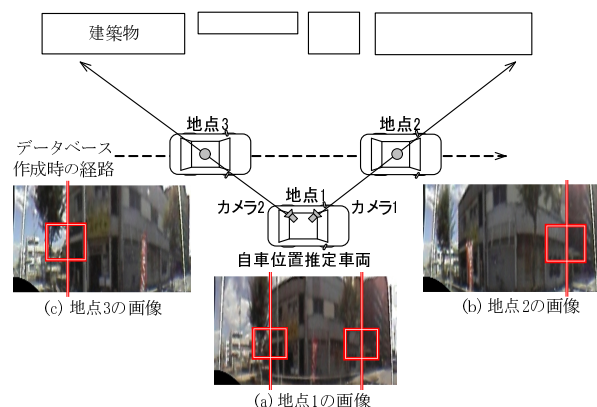 建築物
地点3
地点2
データベース
作成時の経路
地点1
カメラ2
カメラ1
自車位置推定車両
(c) 地点3の画像
(b) 地点2の画像
(a) 地点1の画像